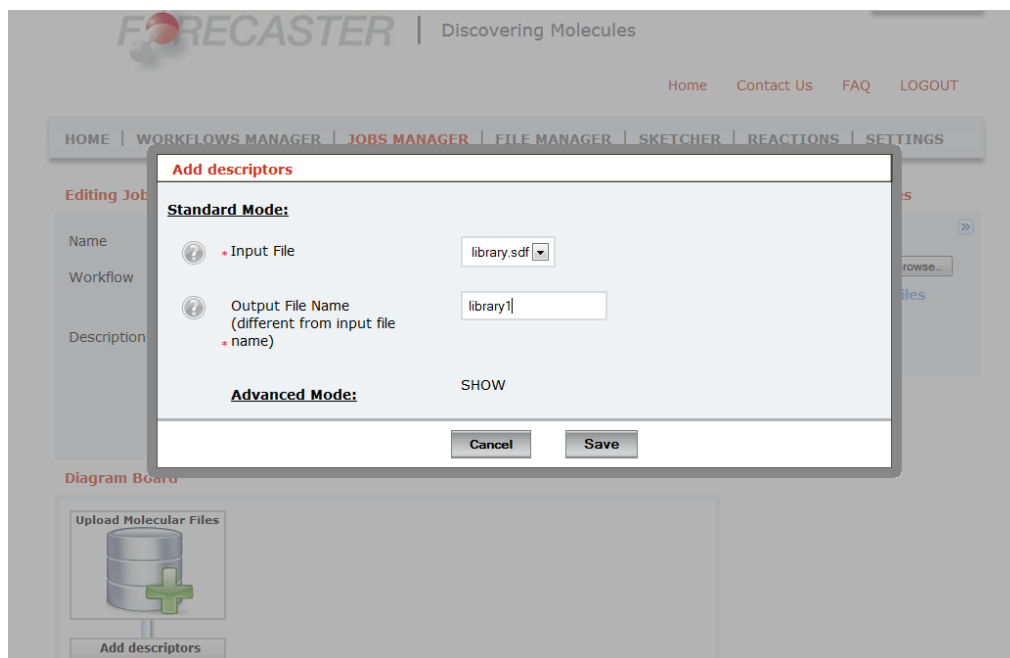 FORECASTER | Discovering Molecules
Home Contact Us FAQ LOGOUT
HOME | WORKFLOWS MANAGER | JOBS MANAGER | FILE MANAGER | SKETCHER | REACTIONS | SETTINGS
Add descriptors
Editing Job
Standard Mode:
Name
* Input File
library.sdf
Workflow
rowse...
Output File Name
library1
(different from input file
* name)
Description
Advanced Mode:
SHOW
Cancel
Save
Diagram Board
Upload Molecular Files
Add descriptors